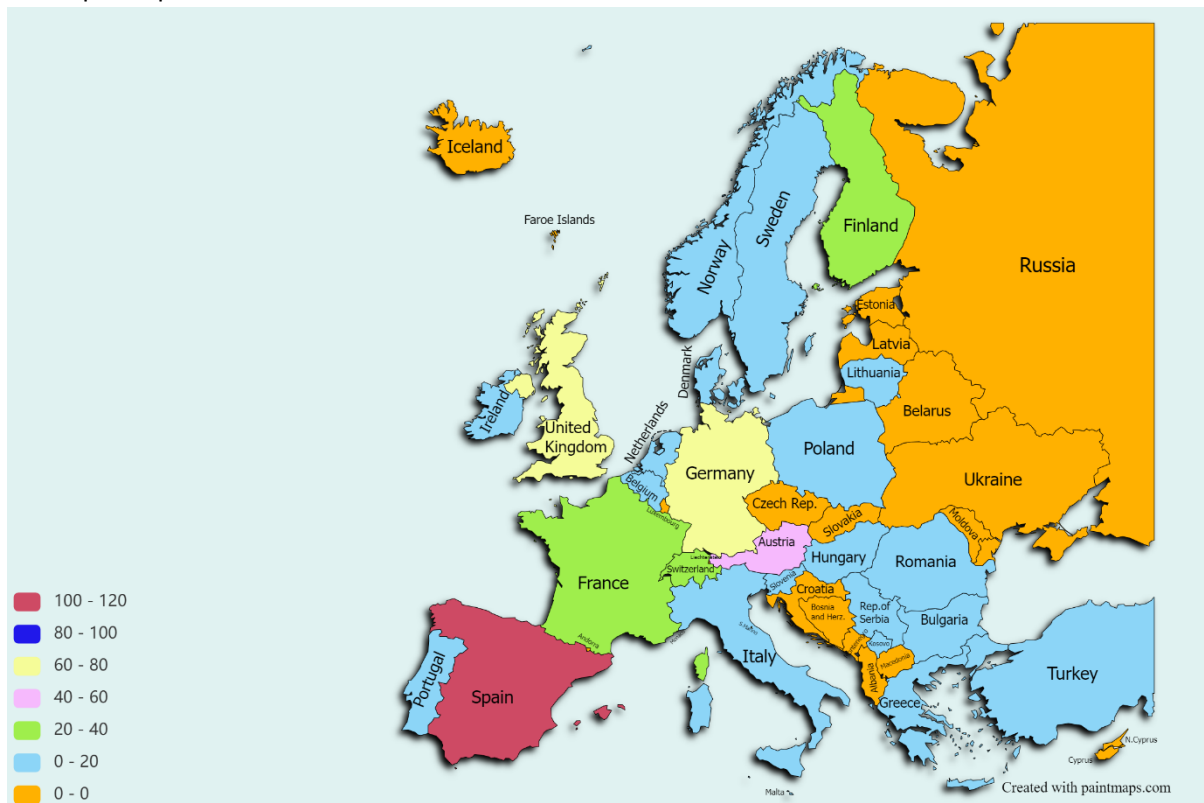 Iceland
Faroe Islands
Norway
Sweden
Finland
Russia
Estonia
Latvia
Lithuania
Denmark
Belarus
Ireland
United
Kingdom
Netherlands
Belgium
Germany
Poland
Ukraine
Luxembourg
Czech Rep.
Slovakia
Moldova
Liechtenstein
Austria
Switzerland
France
Hungary
Romania
Slovenia
Croatia
Bosnia
and Herz.
Rep.of
Serbia
Bulgaria
Kosovo
Macedonia
Albania
Andorra
Italy
Portugal
Spain
Greece
Turkey
N.Cyprus
Cyprus
Malta
100 - 120
80 - 100
60 - 80
40 - 60
20 - 40
0 - 20
0 - 0
Created with paintmaps.com